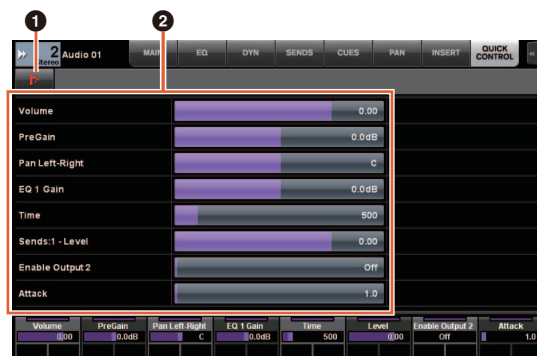 1 2
2 Audio 01 MAIN EQ DYN SENDS CUES PAN INSERT QUICK CONTROL
Stereo
Volume 0.00
PreGain 0.0dB
Pan Left-Right C
EQ 1 Gain 0.0dB
Time 500
Sends:1 - Level 0.00
Enable Output 2 Off
Attack 1.0
Volume PreGain Pan Left-Right EQ 1 Gain Time Level Enable Output 2 Attack
0.00 0.0dB C 0.0dB 500 0.00 Off 1.0